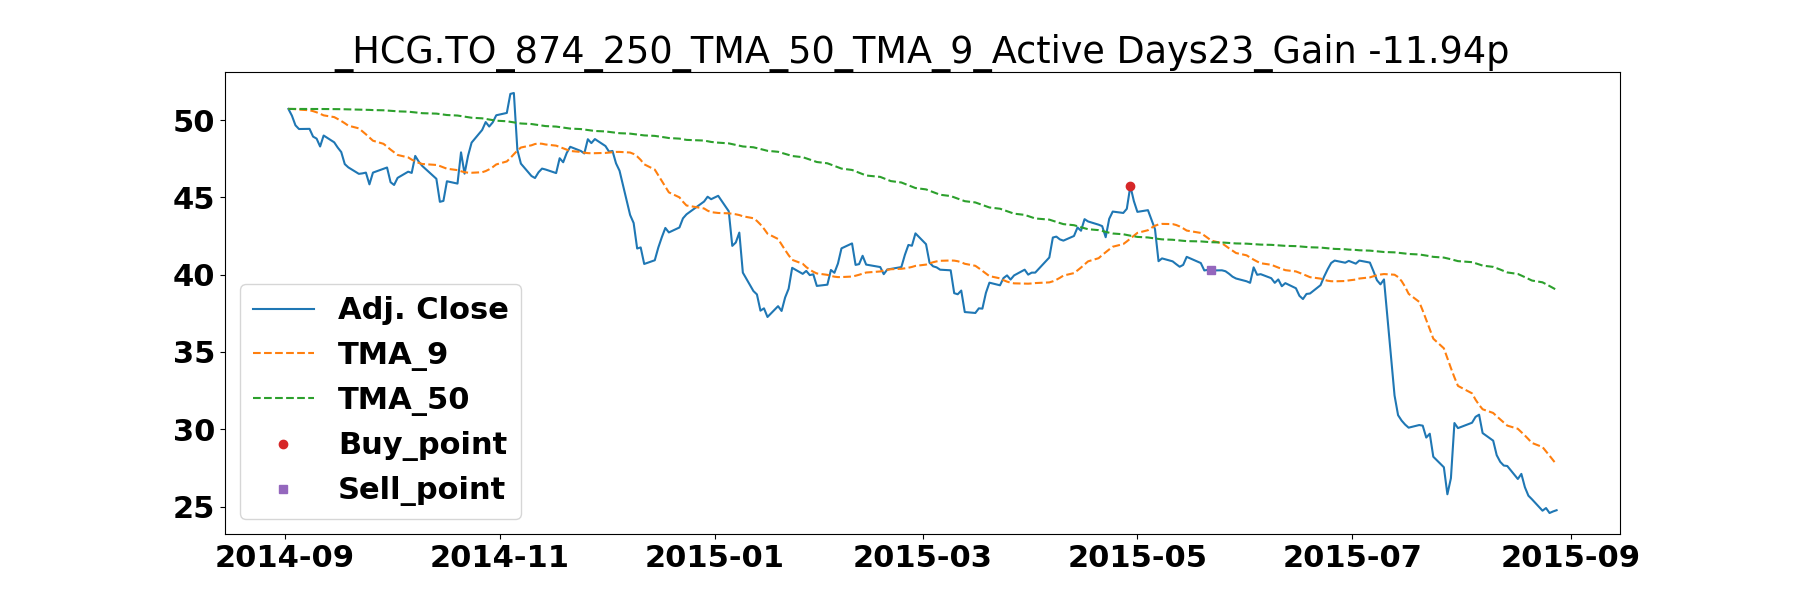 _HCG.TO_874_250_TMA_50_TMA_9_Active Days23_Gain -11.94p
50
45
40
35
30
25
Adj. Close
TMA_9
TMA_50
Buy_point
Sell_point
2014-09 2014-11 2015-01 2015-03 2015-05 2015-07 2015-09